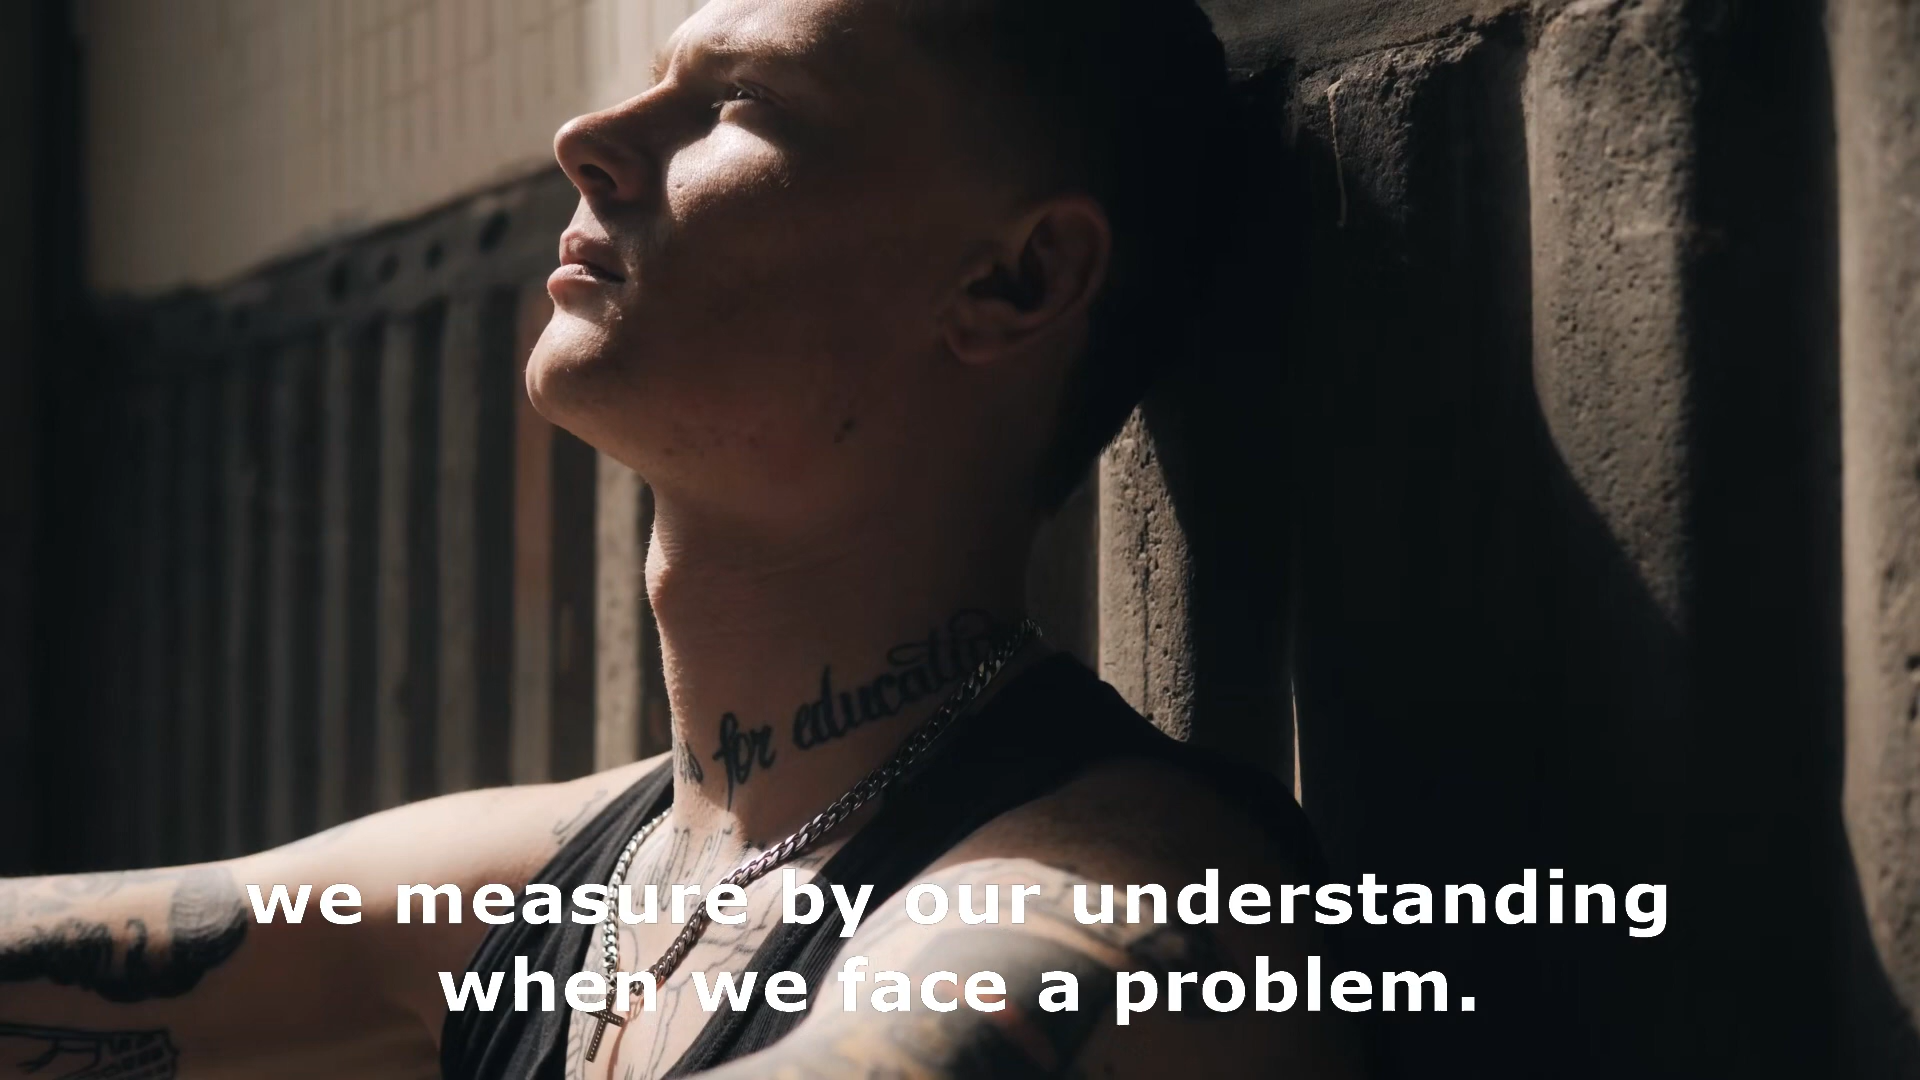 for
we measure by our understanding
when we face a problem.